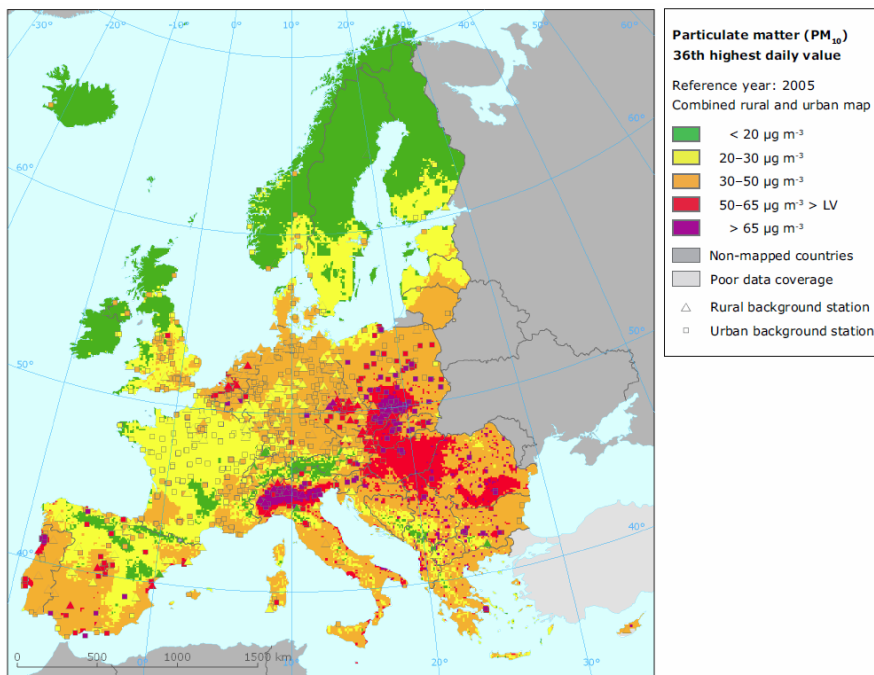 -30° -20° -10° 0° 10° 20° 30° 40° 50° 60°
60°
60°
50°
50°
40°
40°
0 500 1000 1500 km
0° 10° 20° 30°
Particulate matter (PM₁₀)
36th highest daily value
Reference year: 2005
Combined rural and urban map
< 20 µg m⁻³
20–30 µg m⁻³
30–50 µg m⁻³
50–65 µg m⁻³ > LV
> 65 µg m⁻³
Non-mapped countries
Poor data coverage
Rural background station
Urban background station